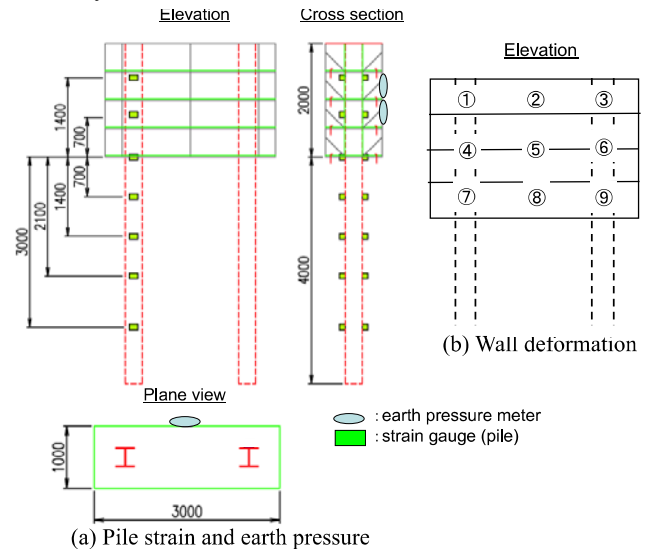 Elevation
Cross section
1400
700
700
1400
2100
3000
2000
4000
Elevation
① ② ③
④ ⑤ ⑥
⑦ ⑧ ⑨
(b) Wall deformation
Plane view
1000
3000
: earth pressure meter
: strain gauge (pile)
(a) Pile strain and earth pressure